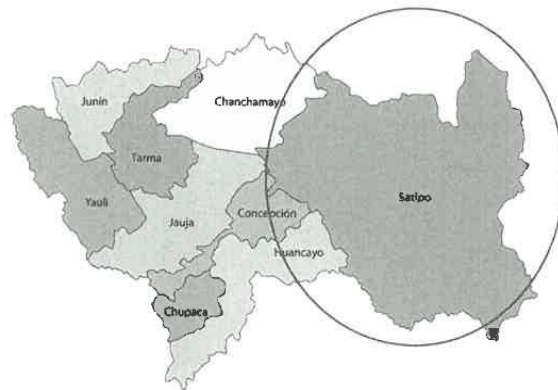 Junín
Chanchamayo
Tarma
Yauli
Jauja
Concepción
Satipo
Huancayo
Chupaca